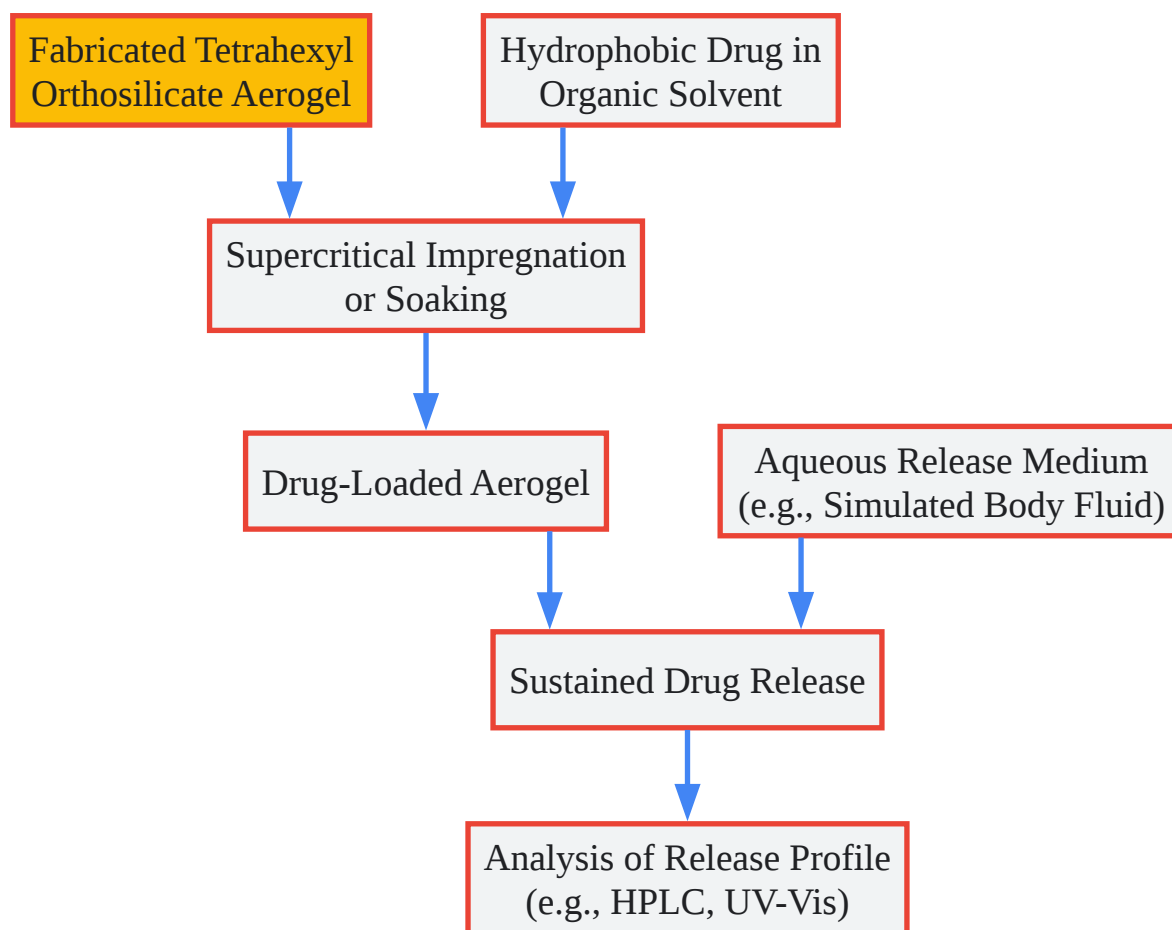 Fabricated Tetrahexyl
Orthosilicate Aerogel
Hydrophobic Drug in
Organic Solvent
Supercritical Impregnation
or Soaking
Drug-Loaded Aerogel
Aqueous Release Medium
(e.g., Simulated Body Fluid)
Sustained Drug Release
Analysis of Release Profile
(e.g., HPLC, UV-Vis)